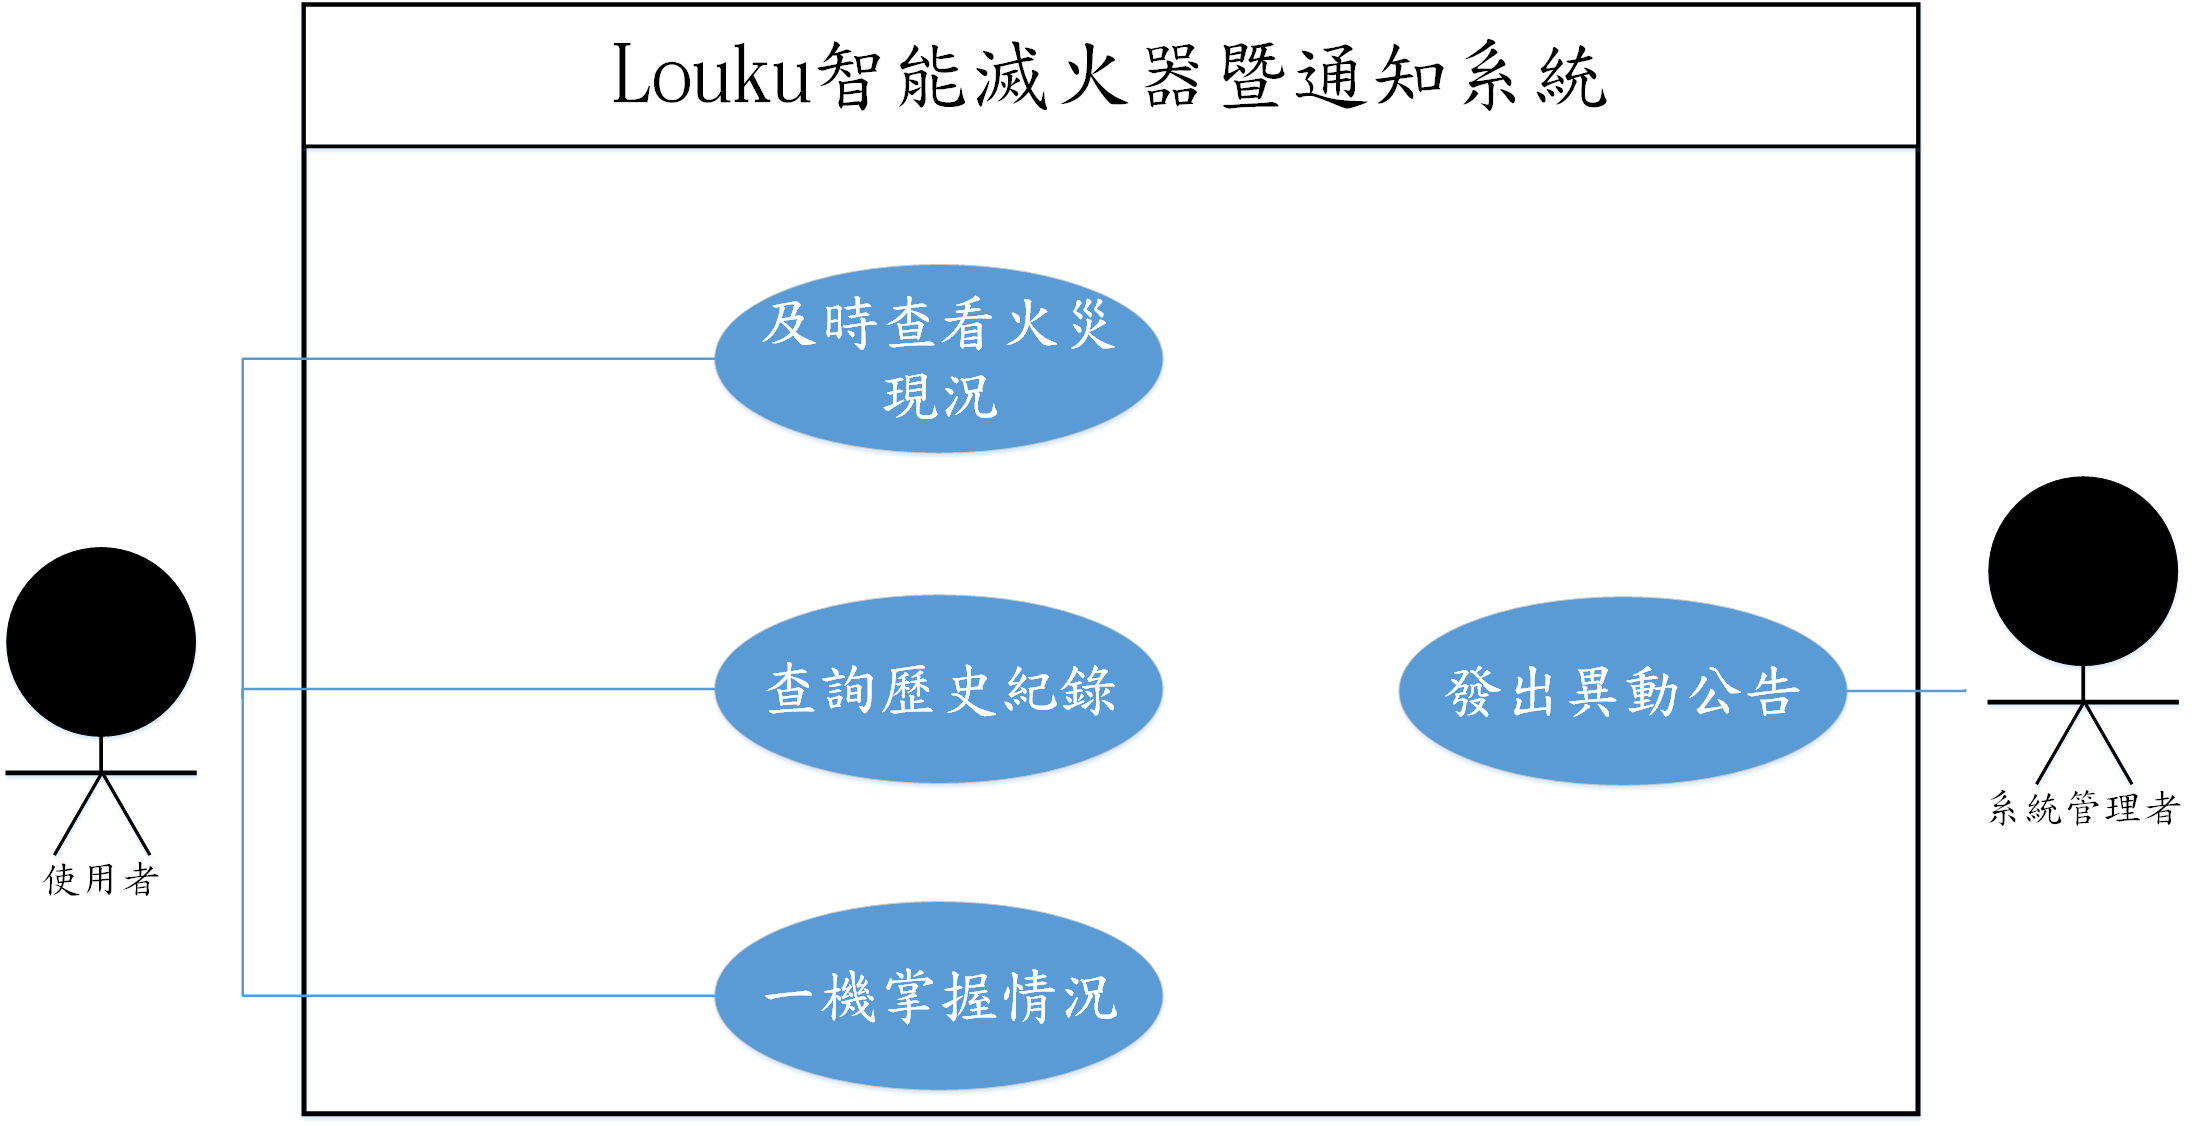 Louku智能滅火器暨通知系統
及時查看火災
現況
查詢歷史紀錄
發出異動公告
系統管理者
使用者
一機掌握情況